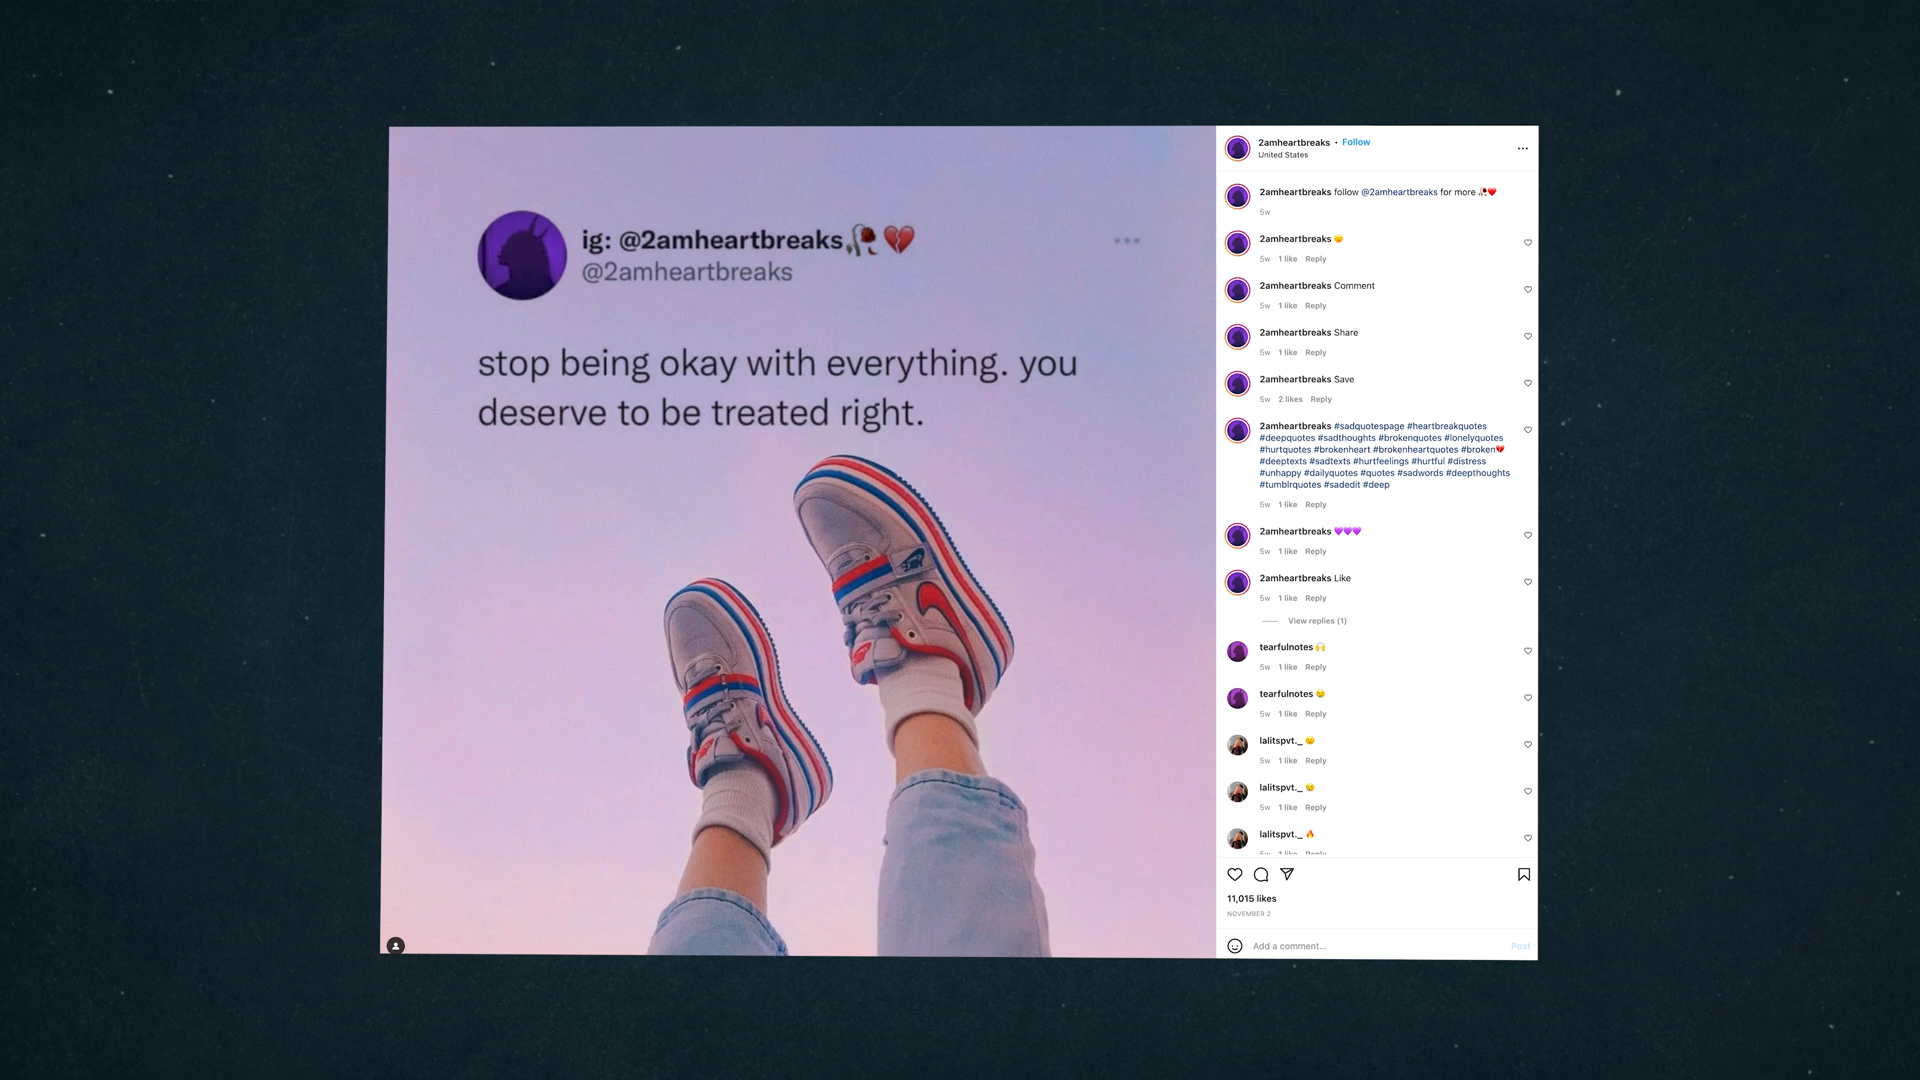 ig: @2amheartbreaks🥀💔
@2amheartbreaks
stop being okay with everything. you
deserve to be treated right.
2amheartbreaks • Follow
United States
2amheartbreaks follow @2amheartbreaks for more 🥀❤️
5w
2amheartbreaks 😢
5w 1 like Reply
2amheartbreaks Comment
5w 1 like Reply
2amheartbreaks Share
5w 1 like Reply
2amheartbreaks Save
5w 2 likes Reply
2amheartbreaks #sadquotespage #heartbreakquotes
#deepquotes #sadthoughts #brokenquotes #lonelyquotes
#hurtquotes #brokenheart #brokenheartquotes #broken💔
#deeptexts #sadtexts #hurtfeelings #hurtful #distress
#unhappy #dailyquotes #quotes #sadwords #deepthoughts
#tumblrquotes #sadedit #deep
5w 1 like Reply
2amheartbreaks 💜💜💜
5w 1 like Reply
2amheartbreaks Like
5w 1 like Reply
View replies (1)
tearfulnotes 🙌
5w 1 like Reply
tearfulnotes 😢
5w 1 like Reply
lalitspvt._ 😢
5w 1 like Reply
lalitspvt._ 😢
5w 1 like Reply
lalitspvt._ 🔥
5w 1 like Reply
11,015 likes
NOVEMBER 2
Add a comment...
Post